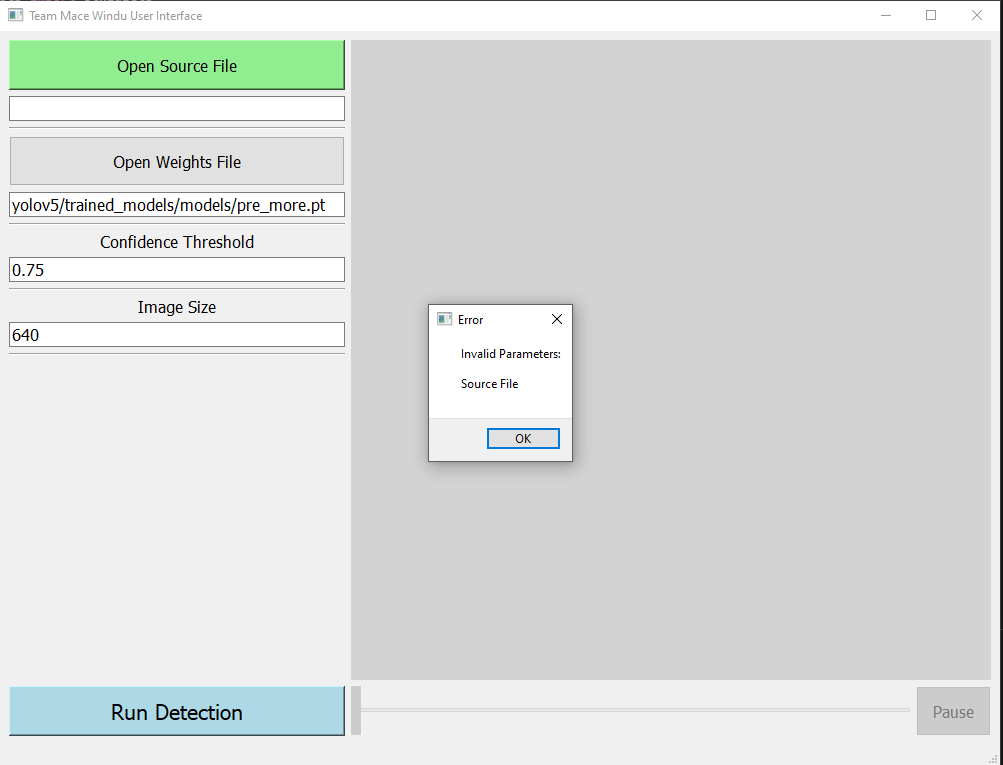 Team Mace Windu User Interface
Open Source File
Open Weights File
yolov5/trained_models/models/pre_more.pt
Confidence Threshold
0.75
Image Size
640
Error
Invalid Parameters:
Source File
OK
Run Detection
Pause